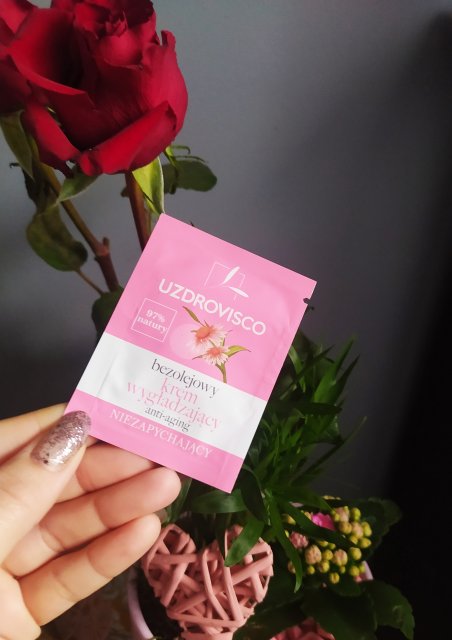 UZDROVISCO
97%
natury
bezolejowy
krem
wygładzający
anti-aging
NIEZAPYCHAJĄCY